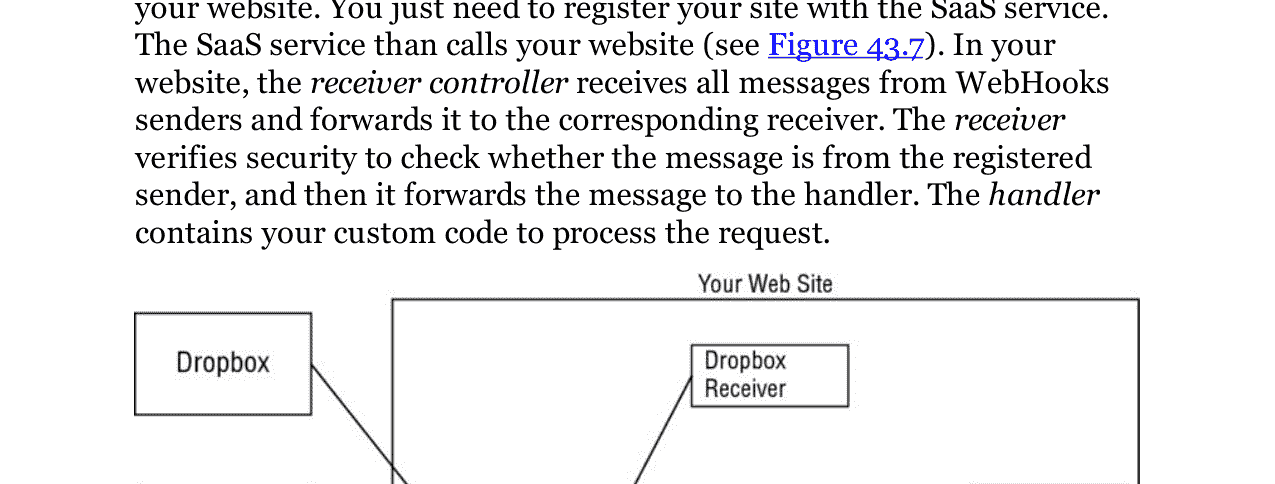 your website. You just need to register your site with the SaaS service.
The SaaS service than calls your website (see Figure 43.7). In your
website, the receiver controller receives all messages from WebHooks
senders and forwards it to the corresponding receiver. The receiver
verifies security to check whether the message is from the registered
sender, and then it forwards the message to the handler. The handler
contains your custom code to process the request.
Your Web Site
Dropbox
Dropbox
Receiver